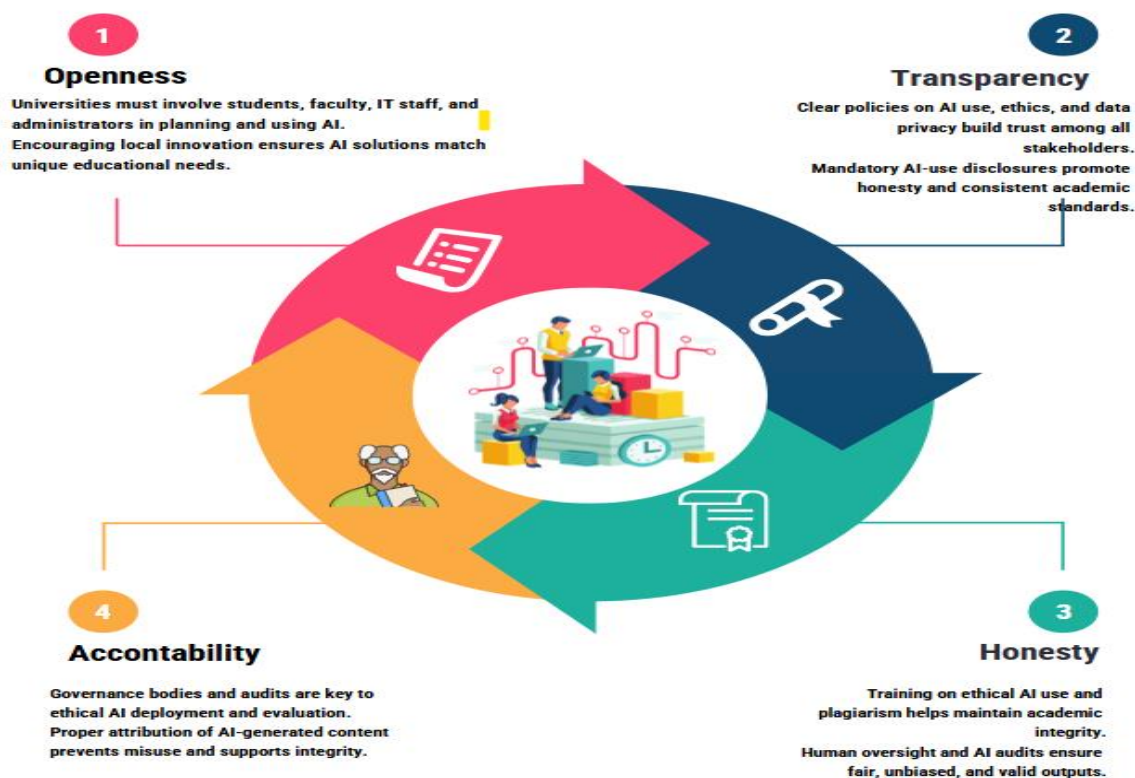 1
Openness
Universities must involve students, faculty, IT staff, and
administrators in planning and using AI.
Encouraging local innovation ensures AI solutions match
unique educational needs.
2
Transparency
Clear policies on AI use, ethics, and data
privacy build trust among all
stakeholders.
Mandatory AI-use disclosures promote
honesty and consistent academic
standards.
4
Accontability
Governance bodies and audits are key to
ethical AI deployment and evaluation.
Proper attribution of AI-generated content
prevents misuse and supports integrity.
3
Honesty
Training on ethical AI use and
plagiarism helps maintain academic
integrity.
Human oversight and AI audits ensure
fair, unbiased, and valid outputs.